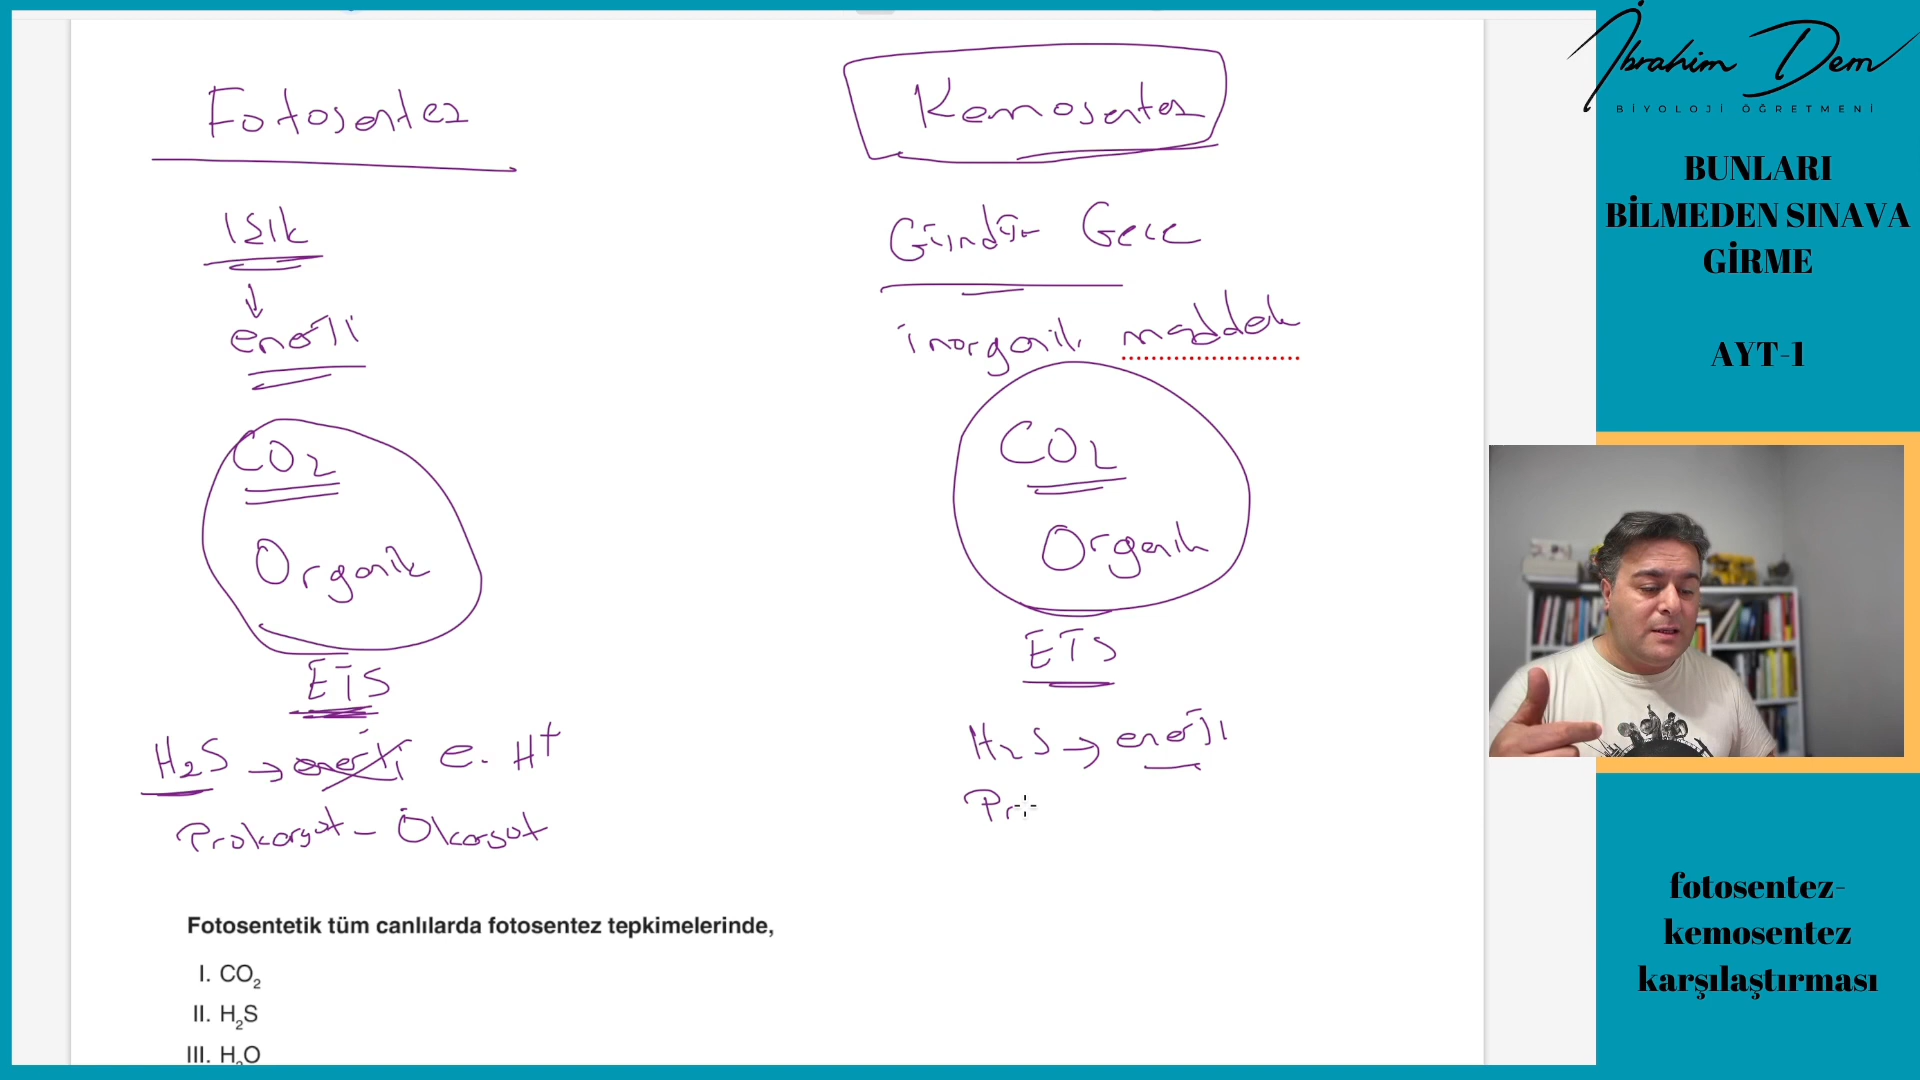 Fotosentez
Işık
↓
enerji
CO2
Organik
ETS
H2S → enerji e. H+
Prokaryot - Ökaryot
Kemosentez
Gündüz Gece
inorganik madde
CO2
Organik
ETS
H2S → enerji
Pr
Fotosentetik tüm canlılarda fotosentez tepkimelerinde,
I. CO2
II. H2S
III. H2O
İbrahim Dem
BİYOLOJİ ÖĞRETMENİ
BUNLARI
BİLMEDEN SINAVA
GİRME
AYT-1
fotosentez-
kemosentez
karşılaştırması